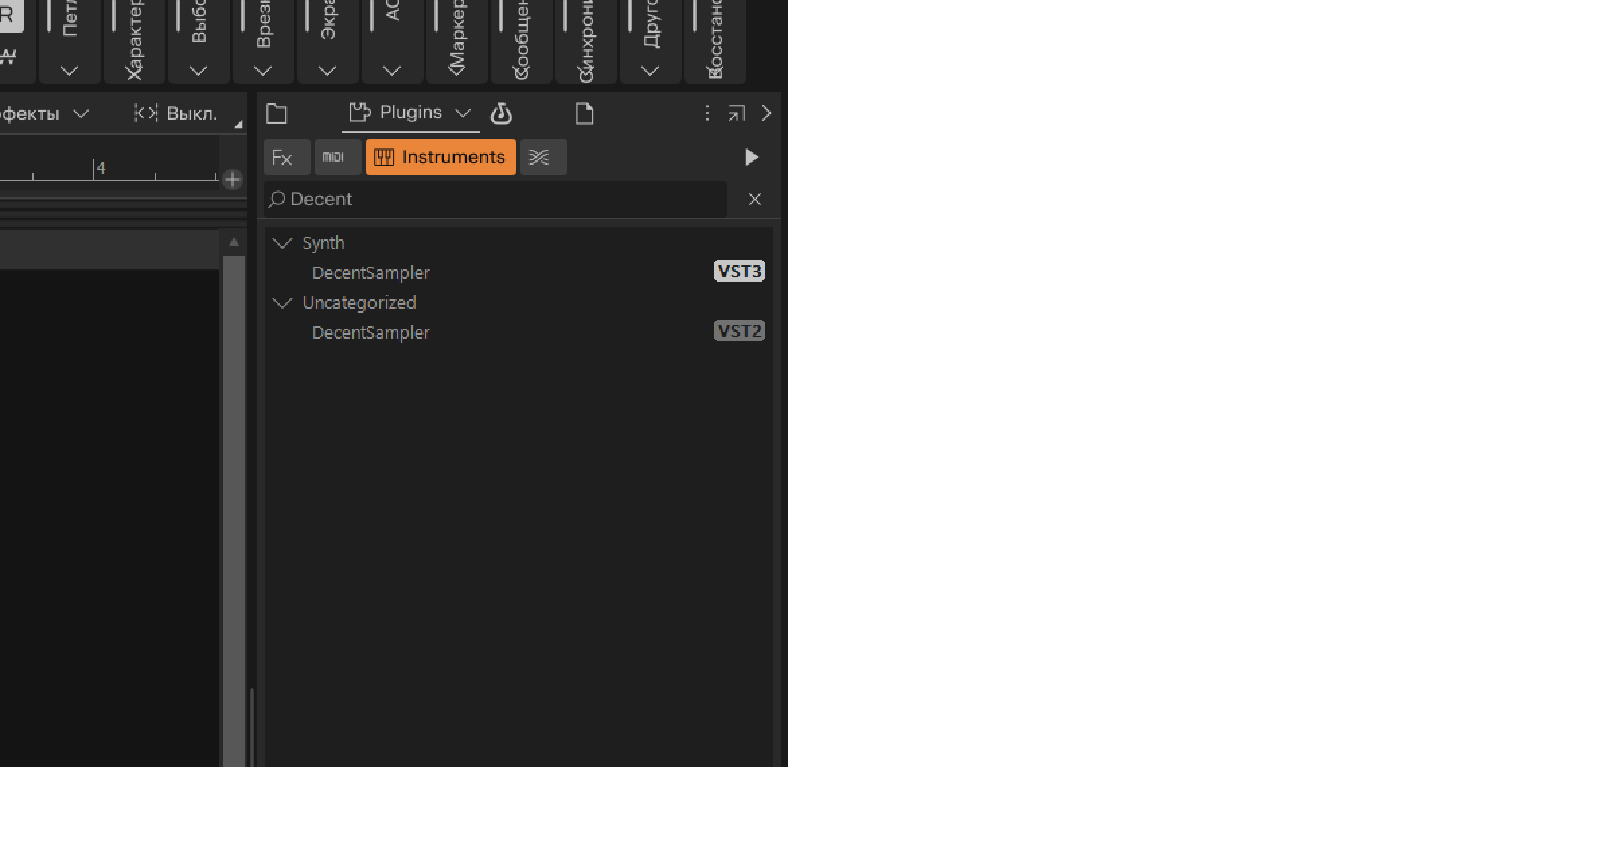 R
Петл
Характер
Выбо
Врезк
Экра
АС
Маркер
Сообщен
Синхрони
Друго
Восстано
фекты
Выкл.
Plugins
Fx
MIDI
Instruments
4
Decent
Synth
DecentSampler VST3
Uncategorized
DecentSampler VST2